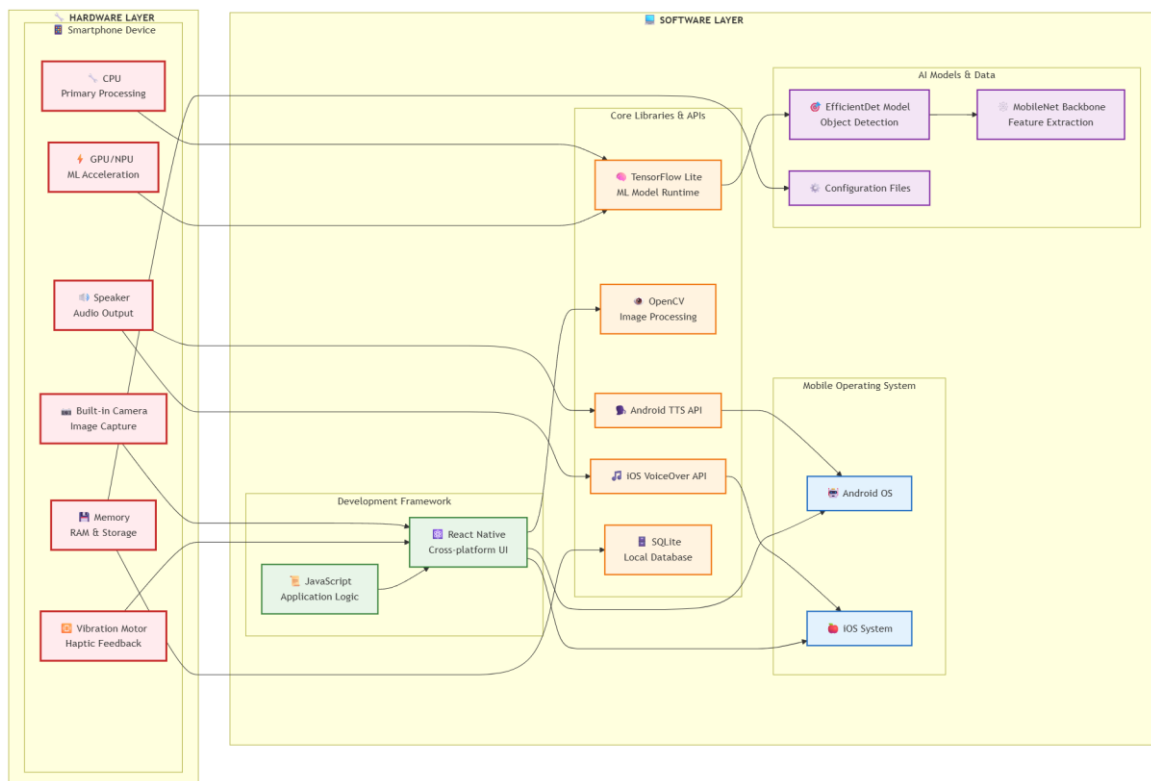 HARDWARE LAYER
Smartphone Device
CPU
Primary Processing
GPU/NPU
ML Acceleration
Speaker
Audio Output
Built-in Camera
Image Capture
Memory
RAM & Storage
Vibration Motor
Haptic Feedback
SOFTWARE LAYER
Development Framework
React Native
Cross-platform UI
JavaScript
Application Logic
Core Libraries & APIs
TensorFlow Lite
ML Model Runtime
OpenCV
Image Processing
Android TTS API
iOS VoiceOver API
SQLite
Local Database
AI Models & Data
EfficientDet Model
Object Detection
MobileNet Backbone
Feature Extraction
Configuration Files
Mobile Operating System
Android OS
iOS System